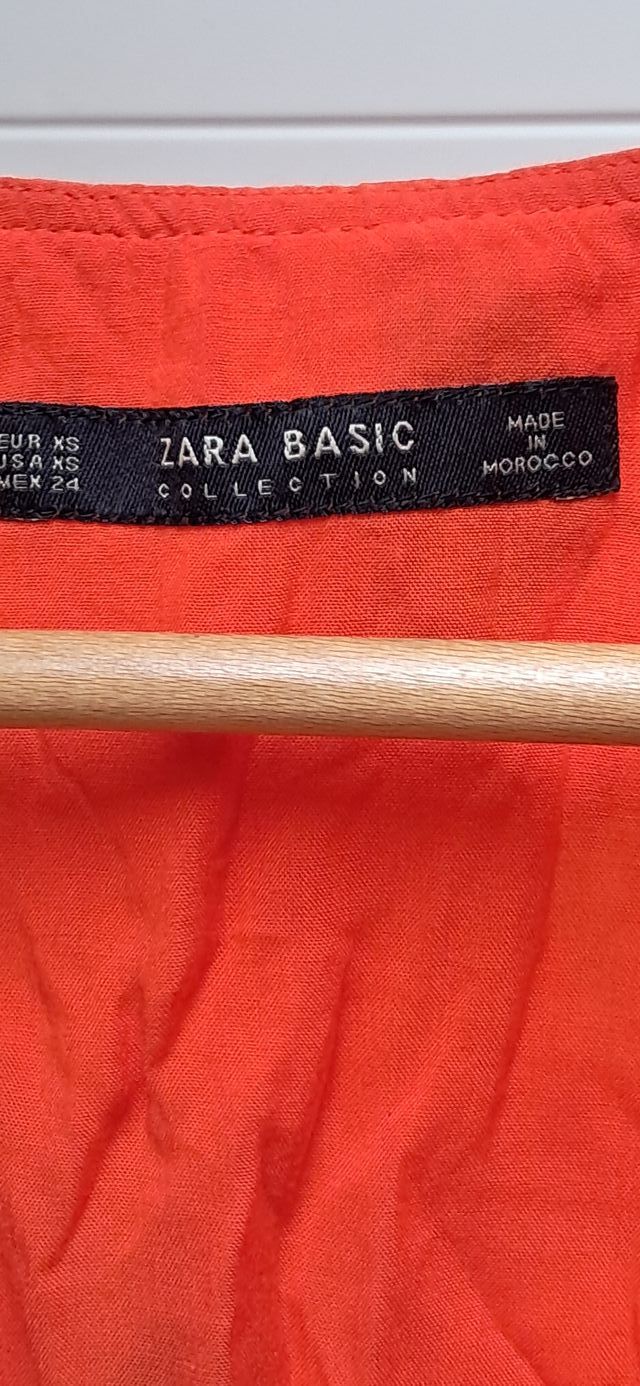 EUR XS
USA XS
MEX 24
ZARA BASIC
COLLECTION
MADE
IN
MOROCCO